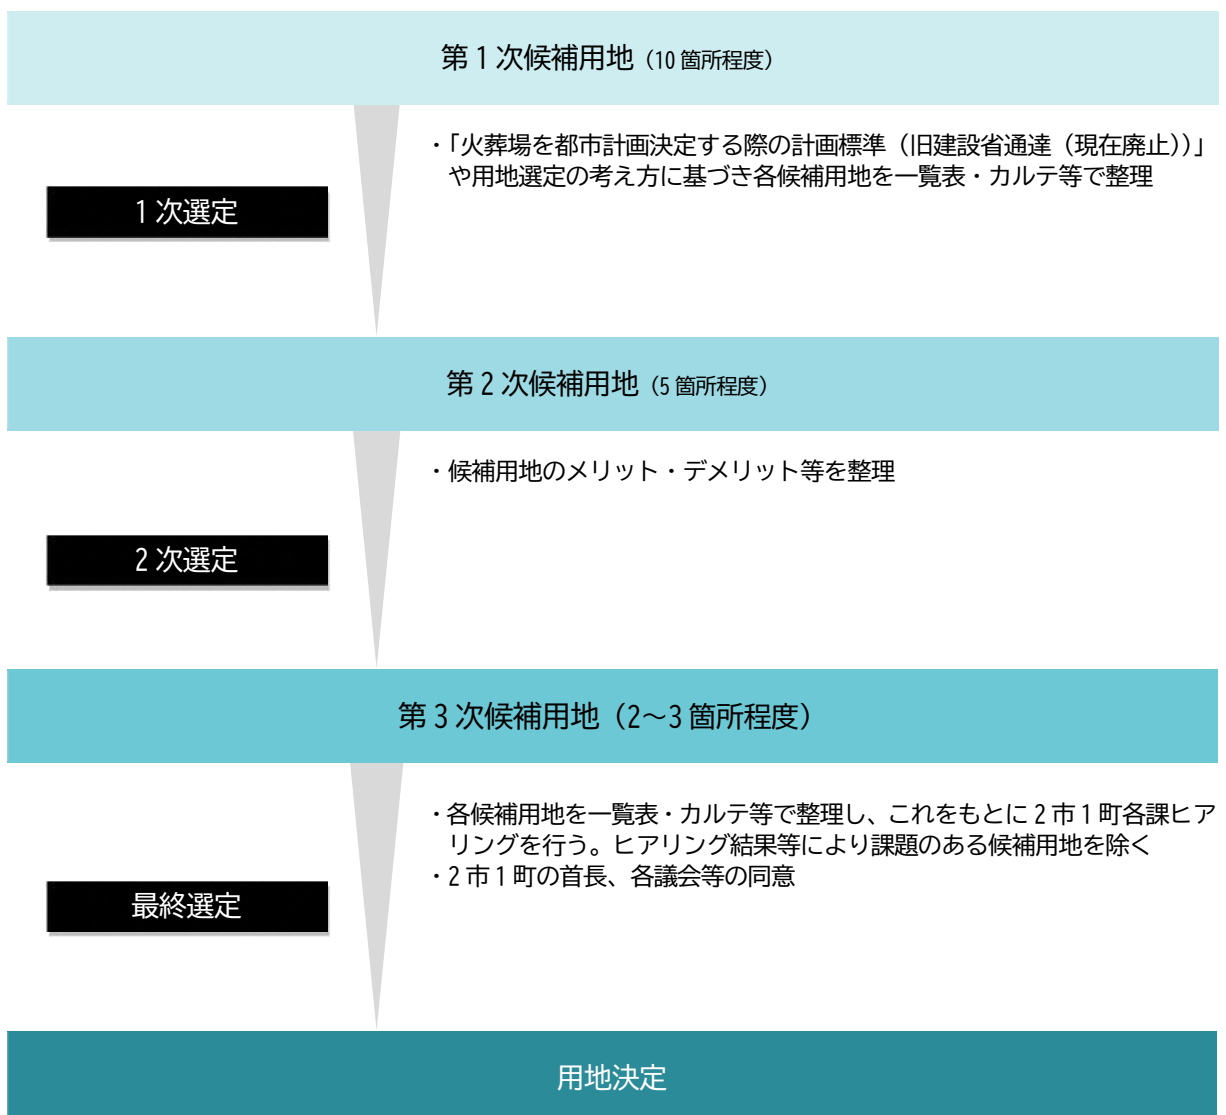 第1次候補用地（10箇所程度）
・「火葬場を都市計画決定する際の計画標準（旧建設省通達（現在廃止））」
や用地選定の考え方に基づき各候補用地を一覧表・カルテ等で整理
1次選定
第2次候補用地（5箇所程度）
・候補用地のメリット・デメリット等を整理
2次選定
第3次候補用地（2～3箇所程度）
・各候補用地を一覧表・カルテ等で整理し、これをもとに2市1町各課ヒア
リングを行う。ヒアリング結果等により課題のある候補用地を除く
・2市1町の首長、各議会等の同意
最終選定
用地決定